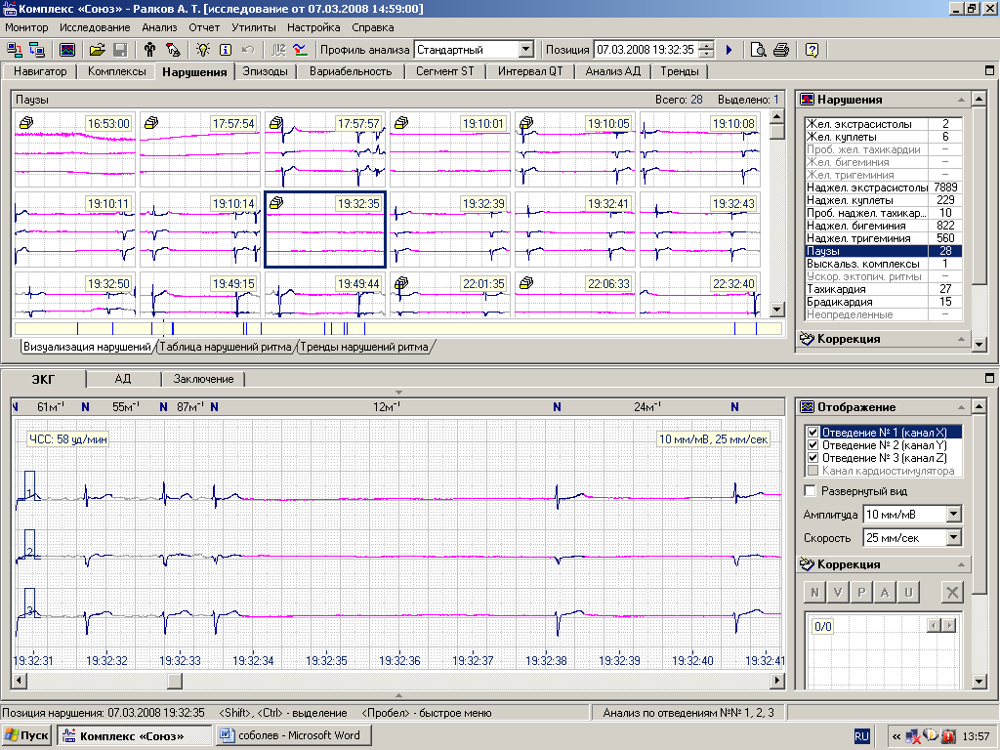 Комплекс «Союз» - Ралков А. Т. [исследование от 07.03.2008 14:59:00]
Монитор Исследование Анализ Отчет Утилиты Настройка Справка
Профиль анализа Стандартный Позиция 07.03.2008 19:32:35
Навигатор Комплексы Нарушения Эпизоды Вариабельность Сегмент ST Интервал QT Анализ АД Тренды
Паузы Всего: 28 Выделено: 1
16:53:00 17:57:54 17:57:57 19:10:01 19:10:05 19:10:08
19:10:11 19:10:14 19:32:35 19:32:39 19:32:41 19:32:43
19:32:50 19:49:15 19:49:44 22:01:35 22:06:33 22:32:40
Визуализация нарушений Таблица нарушений ритма Тренды нарушений ритма
Нарушения
Жел. экстрасистолы 2
Жел. куплеты 6
Проб. жел. тахикардии –
Жел. бигеминия –
Жел. тригеминия –
Наджел. экстрасистолы 7889
Наджел. куплеты 229
Проб. наджел. тахикар... 10
Наджел. бигеминия 822
Наджел. тригеминия 560
Паузы 28
Выскальз. комплексы 1
Ускор. эктопич. ритмы –
Тахикардия 27
Брадикардия 15
Неопределенные –
Коррекция
ЭКГ АД Заключение
N 61м⁻¹ N 55м⁻¹ N 87м⁻¹ N 12м⁻¹ N 24м⁻¹ N
ЧСС: 58 уд/мин 10 мм/мВ, 25 мм/сек
1
2
3
19:32:31 19:32:32 19:32:33 19:32:34 19:32:35 19:32:36 19:32:37 19:32:38 19:32:39 19:32:40 19:32:41
Отображение
Отведение № 1 (канал X)
Отведение № 2 (канал Y)
Отведение № 3 (канал Z)
Канал кардиостимулятора
Развернутый вид
Амплитуда 10 мм/мВ
Скорость 25 мм/сек
Коррекция
N V P A U
0/0
Позиция нарушения: 07.03.2008 19:32:35 <Shift>, <Ctrl> - выделение <Пробел> - быстрое меню Анализ по отведениям №№ 1, 2, 3
Пуск Комплекс «Союз» соболев - Microsoft Word RU « 13:57